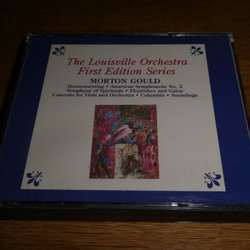 The Louisville Orchestra
First Edition Series
MORTON GOULD
Housewarming • American Symphonette No. 2
Symphony of Spirituals • Flourishes and Galop
Concerto for Viola and Orchestra • Columbia • Soundings